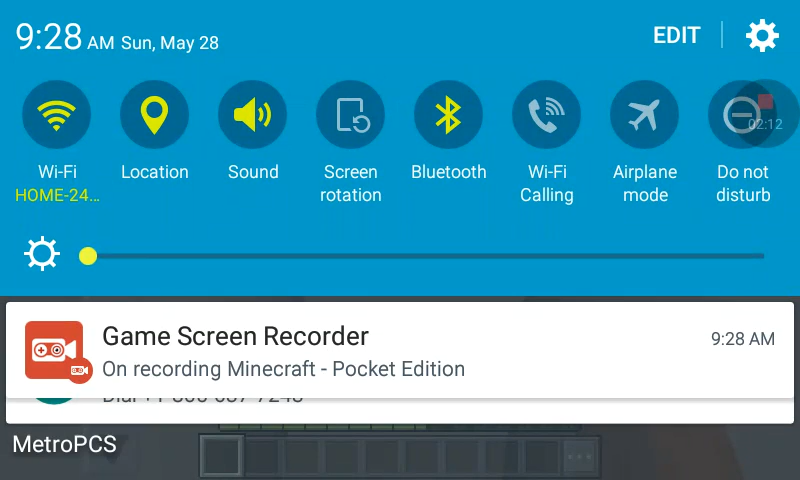 9:28 AM Sun, May 28
EDIT
02:12
Wi-Fi
HOME-24...
Location
Sound
Screen
rotation
Bluetooth
Wi-Fi
Calling
Airplane
mode
Do not
disturb
Game Screen Recorder
9:28 AM
On recording Minecraft - Pocket Edition
MetroPCS